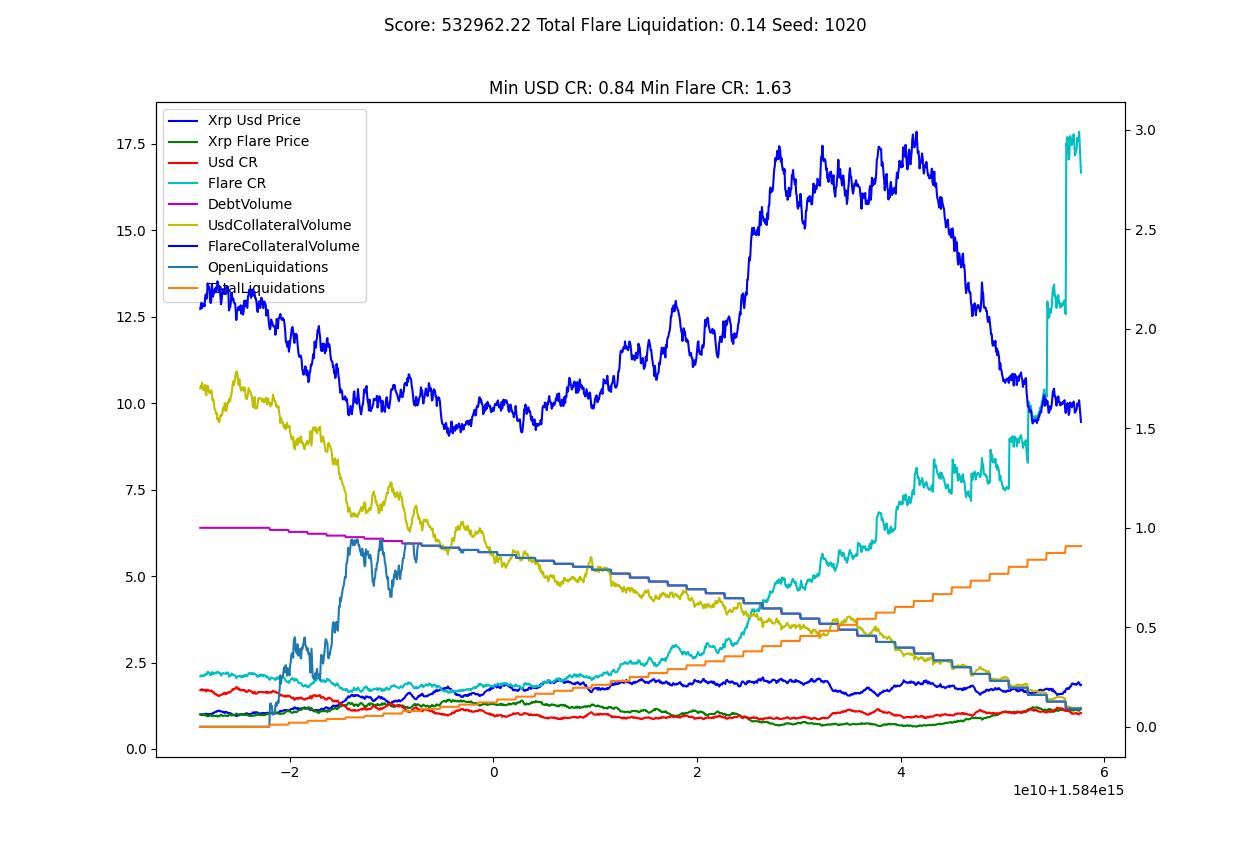 Score: 532962.22 Total Flare Liquidation: 0.14 Seed: 1020
Min USD CR: 0.84 Min Flare CR: 1.63
Xrp Usd Price
Xrp Flare Price
Usd CR
Flare CR
DebtVolume
UsdCollateralVolume
FlareCollateralVolume
OpenLiquidations
TotalLiquidations
17.5
15.0
12.5
10.0
7.5
5.0
2.5
0.0
3.0
2.5
2.0
1.5
1.0
0.5
0.0
−2
0
2
4
6
1e10+1.584e15